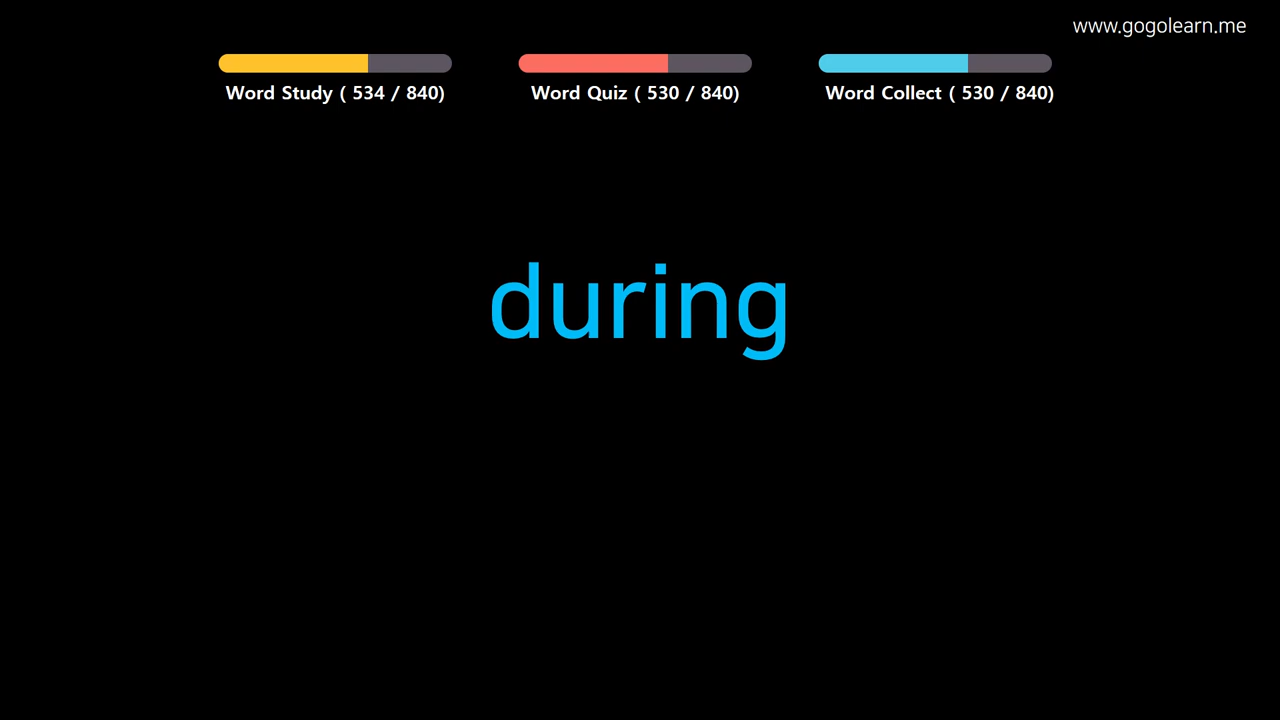 www.gogolearn.me
Word Study ( 534 / 840)
Word Quiz ( 530 / 840)
Word Collect ( 530 / 840)
during